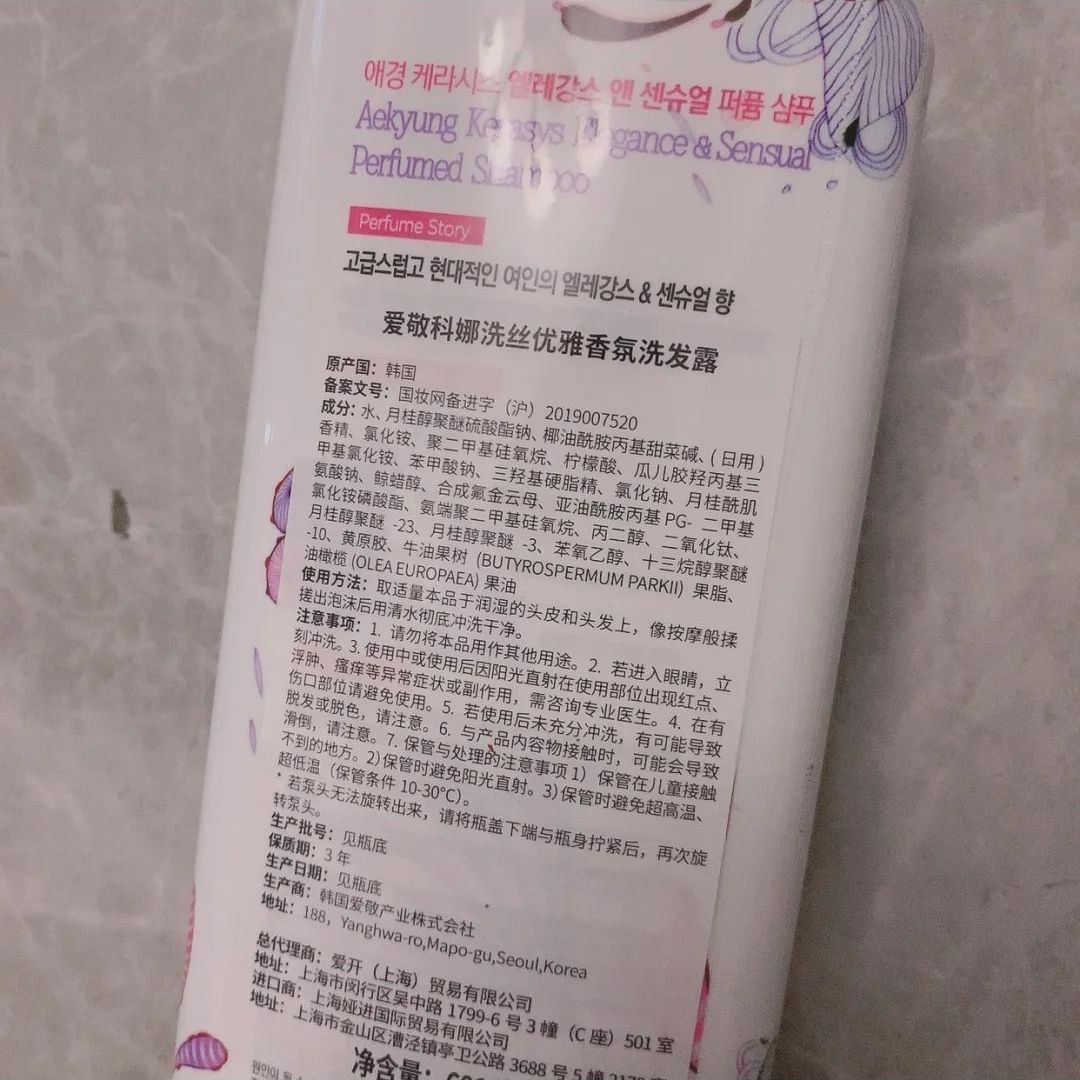 애경 케라시스 엘레강스 앤 센슈얼 퍼퓸 샴푸
Aekyung Kerasys Elegance & Sensual
Perfumed Shampoo
Perfume Story
고급스럽고 현대적인 여인의 엘레강스 & 센슈얼 향
爱敬科娜洗丝优雅香氛洗发露
原产国：韩国
备案文号：国妆网备进字（沪）2019007520
成分：水、月桂醇聚醚硫酸酯钠、椰油酰胺丙基甜菜碱、(日用)
香精、氯化铵、聚二甲基硅氧烷、柠檬酸、瓜儿胶羟丙基三
甲基氯化铵、苯甲酸钠、三羟基硬脂精、氯化钠、月桂酰肌
氨酸钠、鲸蜡醇、合成氟金云母、亚油酰胺丙基 PG- 二甲基
氯化铵磷酸酯、氨端聚二甲基硅氧烷、丙二醇、二氧化钛、
月桂醇聚醚 -23、月桂醇聚醚 -3、苯氧乙醇、十三烷醇聚醚
-10、黄原胶、牛油果树 (BUTYROSPERMUM PARKII) 果脂、
油橄榄 (OLEA EUROPAEA) 果油
使用方法：取适量本品于润湿的头皮和头发上，像按摩般揉
搓出泡沫后用清水彻底冲洗干净。
注意事项：1. 请勿将本品用作其他用途。2. 若进入眼睛，立
刻冲洗。3. 使用中或使用后因阳光直射在使用部位出现红点、
浮肿、瘙痒等异常症状或副作用，需咨询专业医生。4. 在有
伤口部位请避免使用。5. 若使用后未充分冲洗，有可能导致
脱发或脱色，请注意。6. 与产品内容物接触时，可能会导致
滑倒，请注意。7. 保管与处理的注意事项 1）保管在儿童接触
不到的地方。2)保管时避免阳光直射。3)保管时避免超高温、
超低温（保管条件 10-30℃）。
* 若泵头无法旋转出来，请将瓶盖下端与瓶身拧紧后，再次旋
转泵头。
生产批号：见瓶底
保质期：3 年
生产日期：见瓶底
生产商：韩国爱敬产业株式会社
地址：188，Yanghwa-ro,Mapo-gu,Seoul,Korea
总代理商：爱开（上海）贸易有限公司
地址：上海市闵行区吴中路 1799-6 号 3 幢（C 座）501 室
进口商：上海娅进国际贸易有限公司
地址：上海市金山区漕泾镇亭卫公路 3688 号 5 幢
净含量：